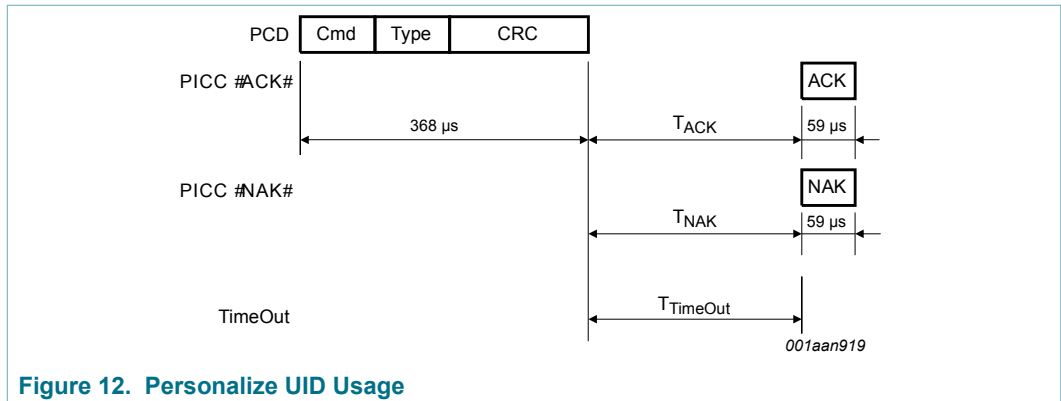 PCD Cmd Type CRC
PICC #ACK# ACK
368 µs TACK 59 µs
PICC #NAK# NAK
TNAK 59 µs
TimeOut TTimeOut
001aan919
Figure 12. Personalize UID Usage